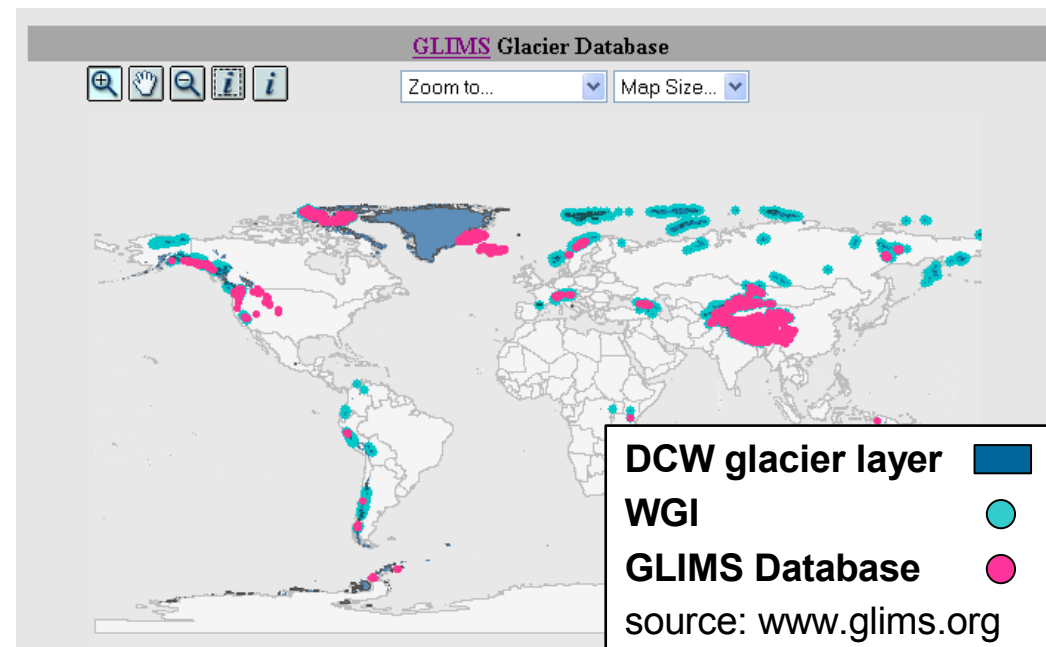 GLIMS Glacier Database
i i Zoom to... Map Size...
DCW glacier layer
WGI
GLIMS Database
source: www.glims.org